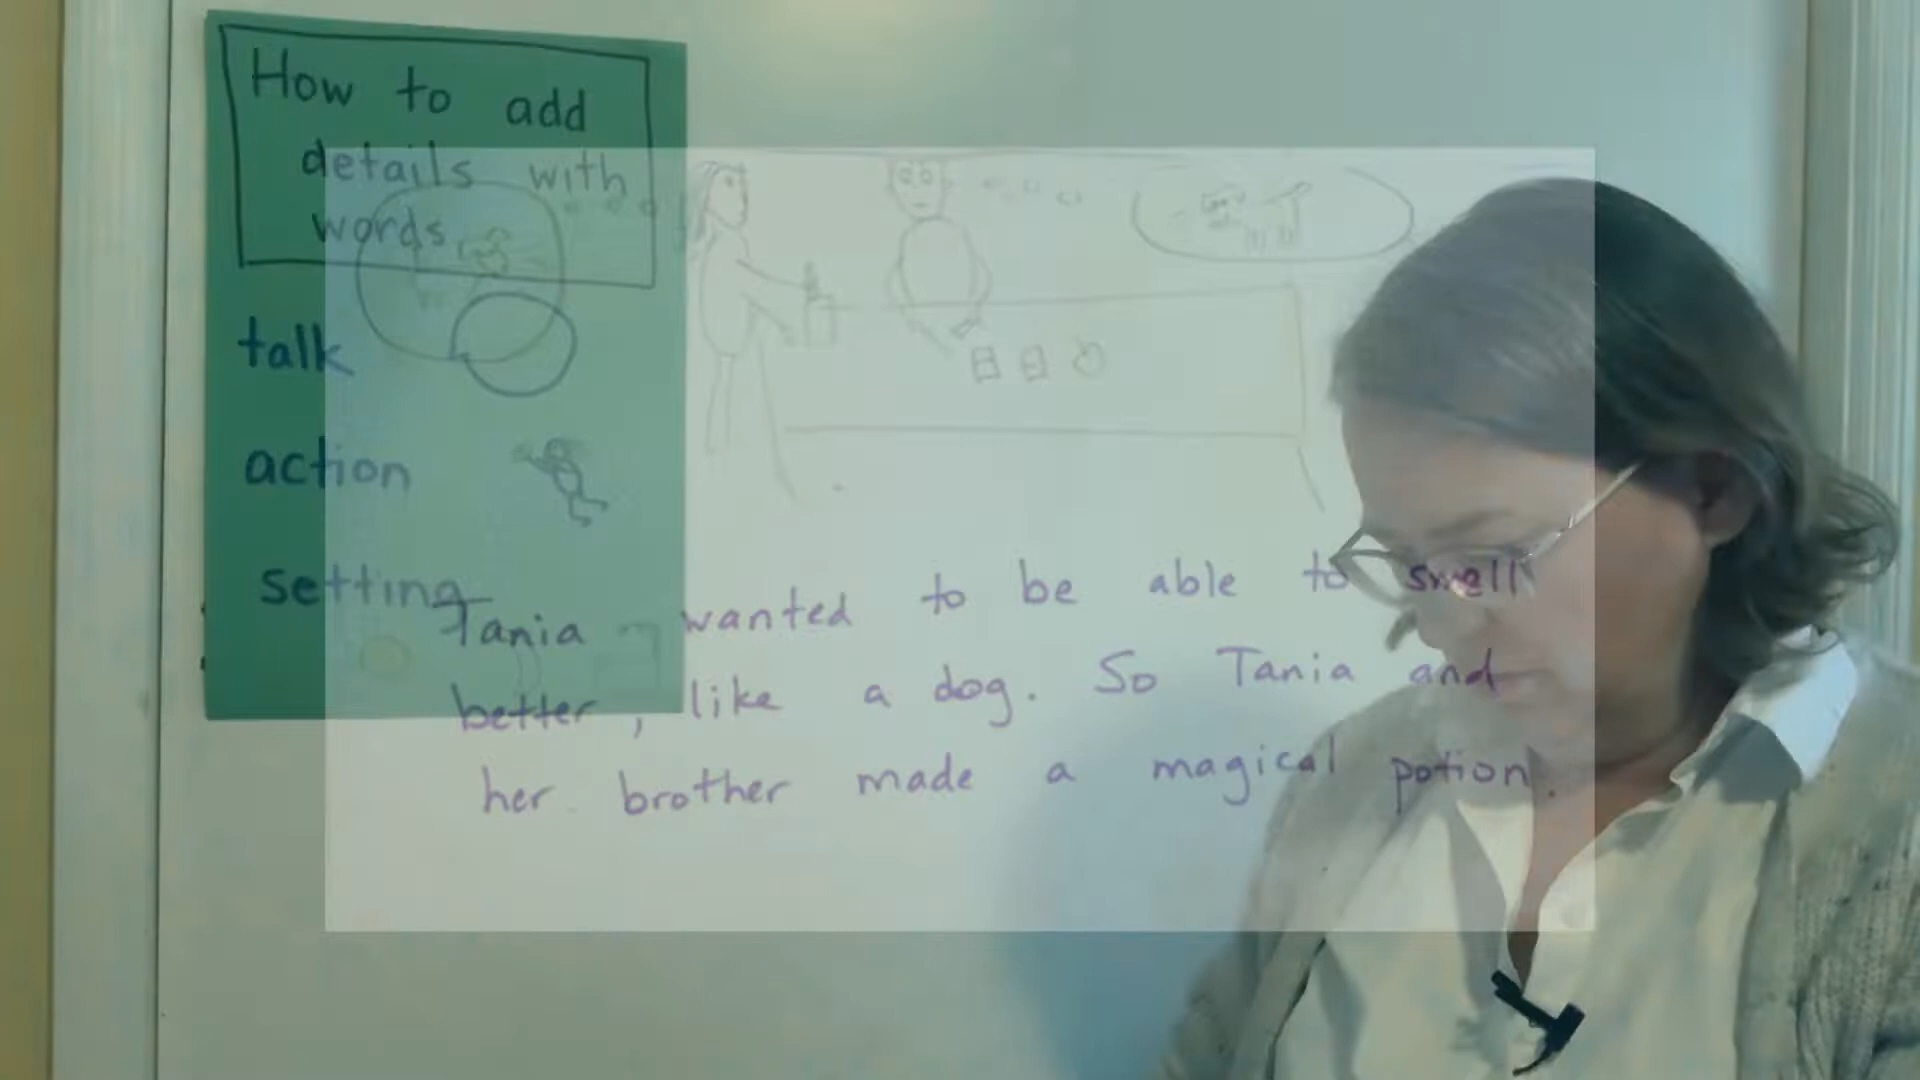 How to add
details with
words
talk
action
setting
Tania wanted to be able to smell
better, like a dog. So Tania and
her brother made a magical potion.